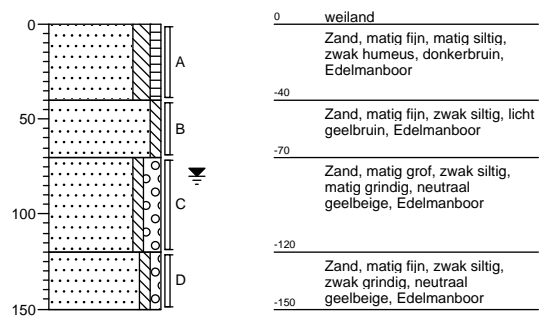 0
50
100
150
A
B
C
D
0 weiland
Zand, matig fijn, matig siltig,
zwak humeus, donkerbruin,
Edelmanboor
-40
Zand, matig fijn, zwak siltig, licht
geelbruin, Edelmanboor
-70
Zand, matig grof, zwak siltig,
matig grindig, neutraal
geelbeige, Edelmanboor
-120
Zand, matig fijn, zwak siltig,
zwak grindig, neutraal
geelbeige, Edelmanboor
-150